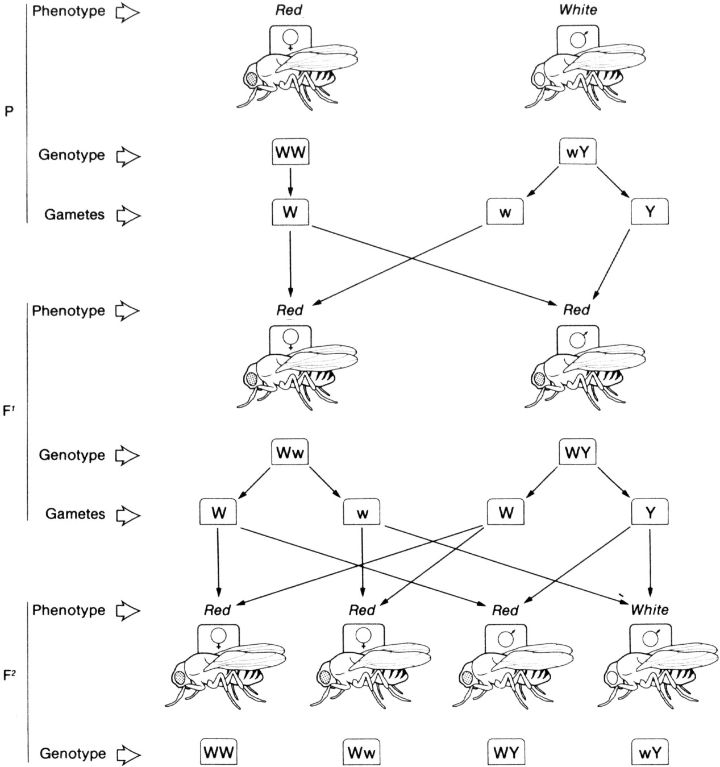 Phenotype Red White
P
Genotype WW wY
Gametes W w Y
Phenotype Red Red
F¹
Genotype Ww WY
Gametes W w W Y
Phenotype Red Red Red White
F²
Genotype WW Ww WY wY